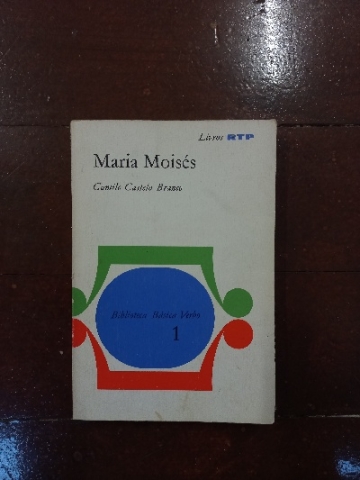 Livros RTP
Maria Moisés
Camilo Castelo Branco
Biblioteca Básica Verbo
1